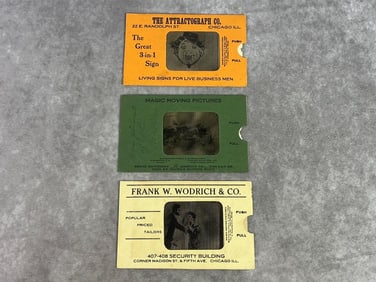 THE ATTRACTOGRAPH CO.
22 E. RANDOLPH ST. CHICAGO ILL.
The
Great
3-in-1
Sign
PUSH
PULL
LIVING SIGNS FOR LIVE BUSINESS MEN
MAGIC MOVING PICTURES
PUSH
PULL
FRANK W. WODRICH & CO.
POPULAR
PRICED
TAILORS
PUSH
PULL
407-408 SECURITY BUILDING
CORNER MADISON ST. & FIFTH AVE. CHICAGO, ILL.